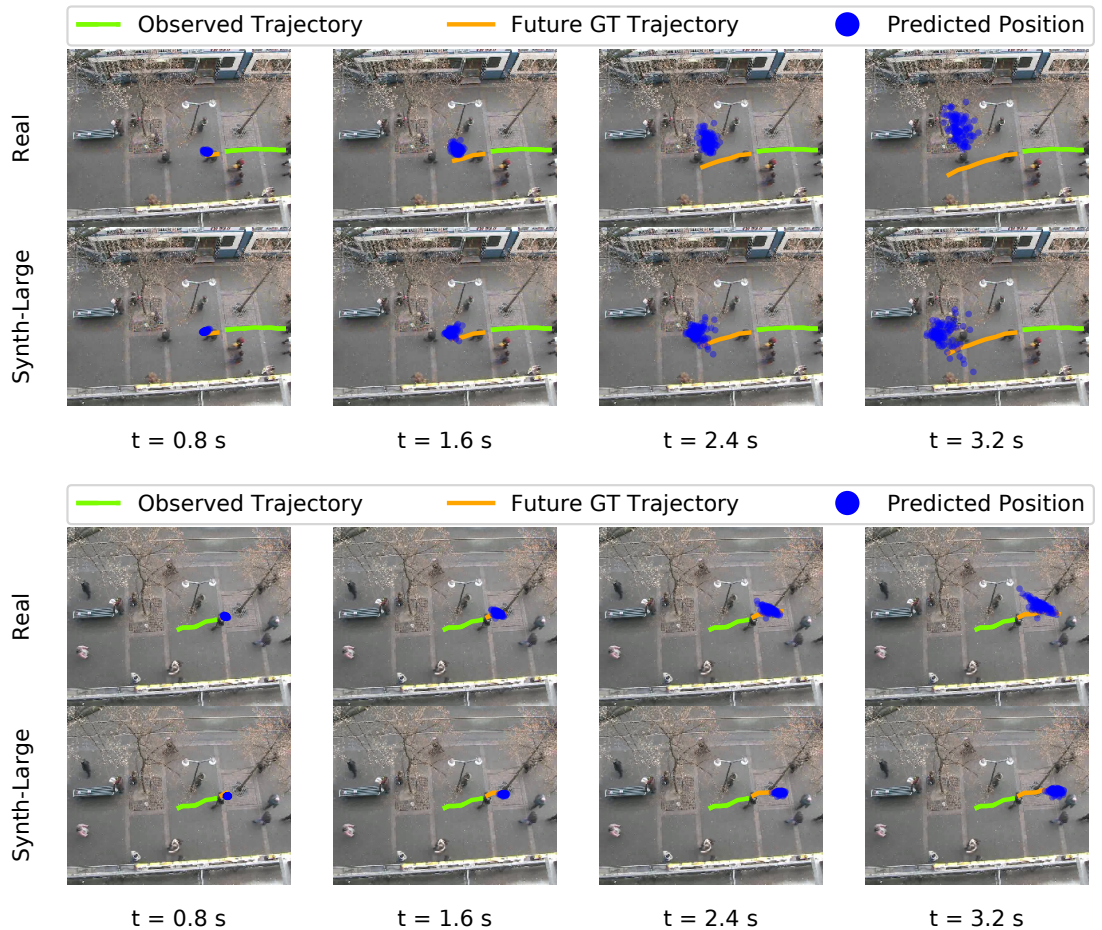 Observed Trajectory Future GT Trajectory Predicted Position
Real
Synth-Large
t = 0.8 s t = 1.6 s t = 2.4 s t = 3.2 s
Observed Trajectory Future GT Trajectory Predicted Position
Real
Synth-Large
t = 0.8 s t = 1.6 s t = 2.4 s t = 3.2 s